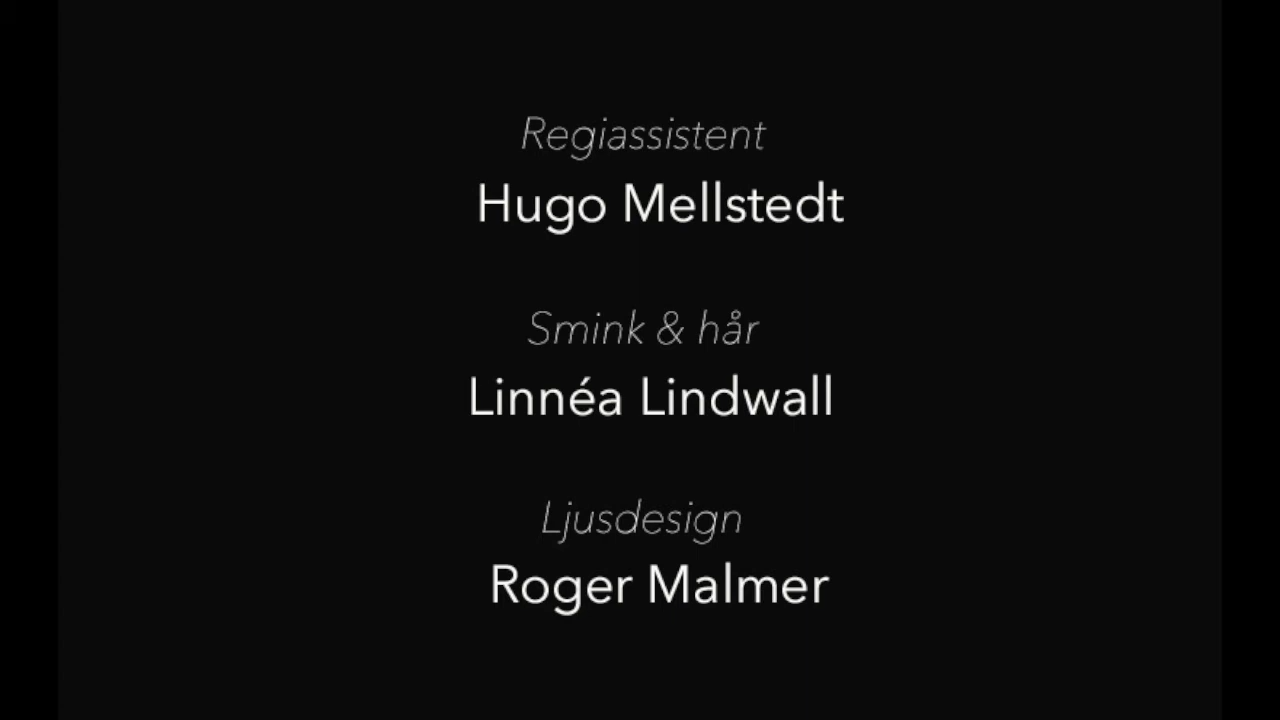 Regiassistent
Hugo Mellstedt
Smink & hår
Linnéa Lindwall
Ljusdesign
Roger Malmer